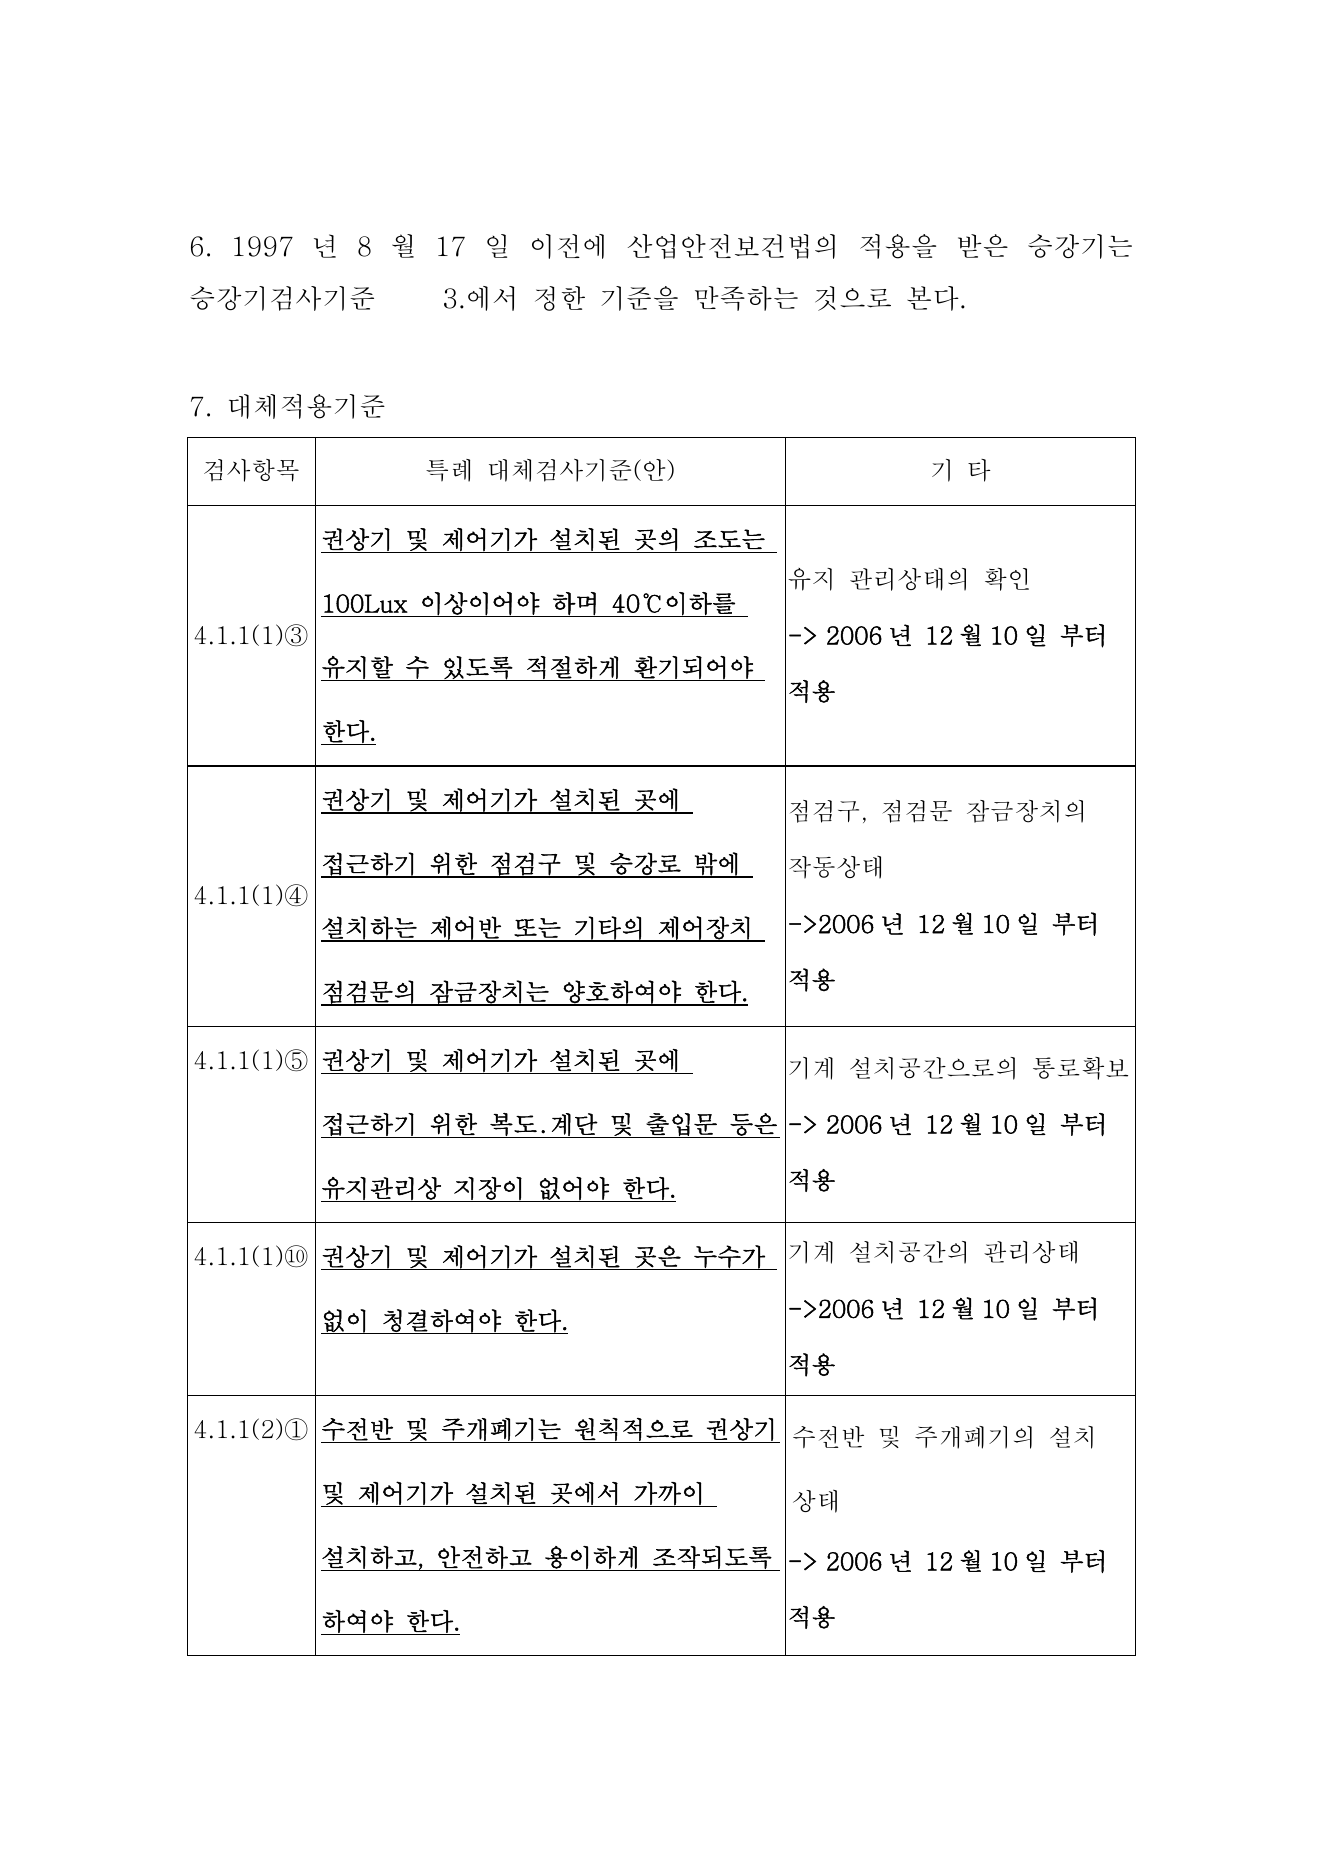 6. 1997 년 8 월 17 일 이전에 산업안전보건법의 적용을 받은 승강기는
승강기검사기준 3.에서 정한 기준을 만족하는 것으로 본다.
7. 대체적용기준
검사항목 특례 대체검사기준(안) 기 타
4.1.1(1)③
권상기 및 제어기가 설치된 곳의 조도는
100Lux 이상이어야 하며 40℃이하를
유지할 수 있도록 적절하게 환기되어야
한다.
유지 관리상태의 확인
-> 2006 년 12 월 10 일 부터
적용
4.1.1(1)④
권상기 및 제어기가 설치된 곳에
접근하기 위한 점검구 및 승강로 밖에
설치하는 제어반 또는 기타의 제어장치
점검문의 잠금장치는 양호하여야 한다.
점검구, 점검문 잠금장치의
작동상태
->2006 년 12 월 10 일 부터
적용
4.1.1(1)⑤
권상기 및 제어기가 설치된 곳에
접근하기 위한 복도.계단 및 출입문 등은
유지관리상 지장이 없어야 한다.
기계 설치공간으로의 통로확보
-> 2006 년 12 월 10 일 부터
적용
4.1.1(1)⑩
권상기 및 제어기가 설치된 곳은 누수가
없이 청결하여야 한다.
기계 설치공간의 관리상태
->2006 년 12 월 10 일 부터
적용
4.1.1(2)①
수전반 및 주개폐기는 원칙적으로 권상기
및 제어기가 설치된 곳에서 가까이
설치하고, 안전하고 용이하게 조작되도록
하여야 한다.
수전반 및 주개폐기의 설치
상태
-> 2006 년 12 월 10 일 부터
적용